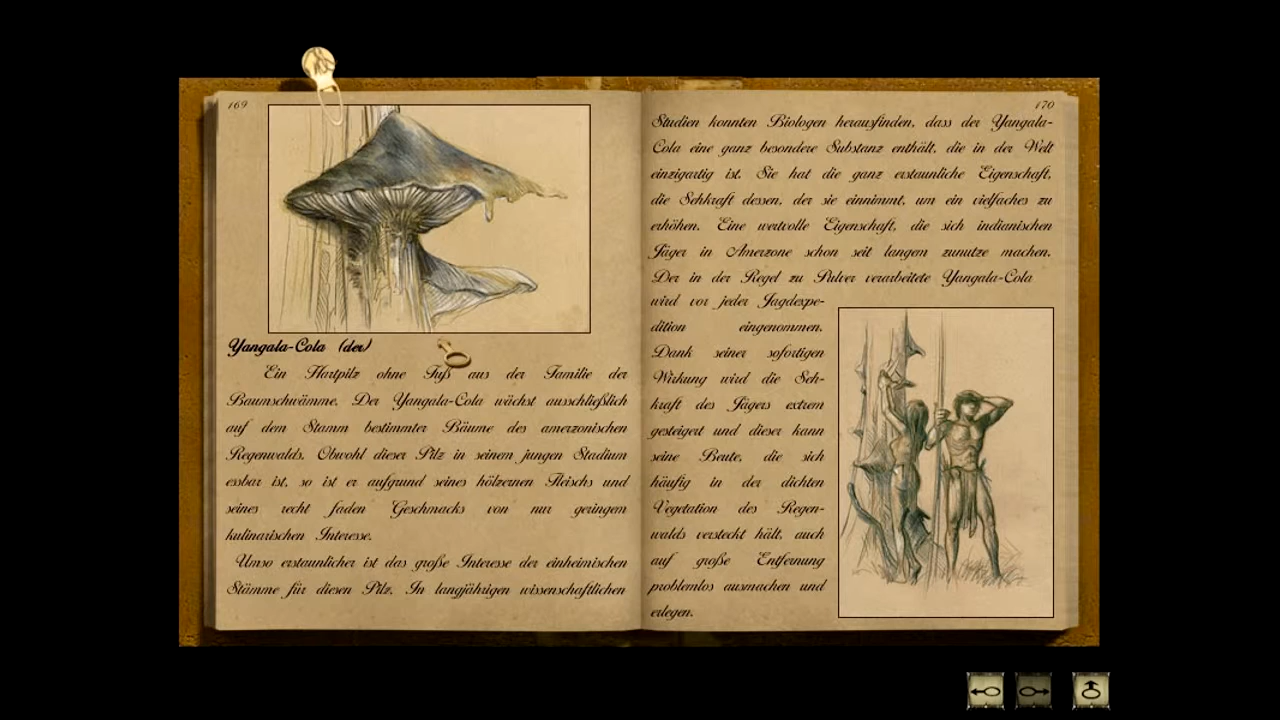 169
Yangala-Cola (der)
Ein Hartpilz ohne Fuß aus der Familie der
Baumschwämme. Der Yangala-Cola wächst ausschließlich
auf dem Stamm bestimmter Bäume des amerzonischen
Regenwalds. Obwohl dieser Pilz in seinem jungen Stadium
essbar ist, so ist er aufgrund seines hölzernen Fleischs und
seines recht faden Geschmacks von nur geringem
kulinarischen Interesse.
Umso erstaunlicher ist das große Interesse der einheimischen
Stämme für diesen Pilz. In langjährigen wissenschaftlichen
170
Studien konnten Biologen herausfinden, dass der Yangala-
Cola eine ganz besondere Substanz enthält, die in der Welt
einzigartig ist. Sie hat die ganz erstaunliche Eigenschaft,
die Sehkraft dessen, der sie einnimmt, um ein vielfaches zu
erhöhen. Eine wertvolle Eigenschaft, die sich indianischen
Jäger in Amerzone schon seit langem zunutze machen.
Der in der Regel zu Pulver verarbeitete Yangala-Cola
wird vor jeder Jagdexpe-
dition eingenommen.
Dank seiner sofortigen
Wirkung wird die Seh-
kraft des Jägers extrem
gesteigert und dieser kann
seine Beute, die sich
häufig in der dichten
Vegetation des Regen-
walds versteckt hält, auch
auf große Entfernung
problemlos ausmachen und
erlegen.